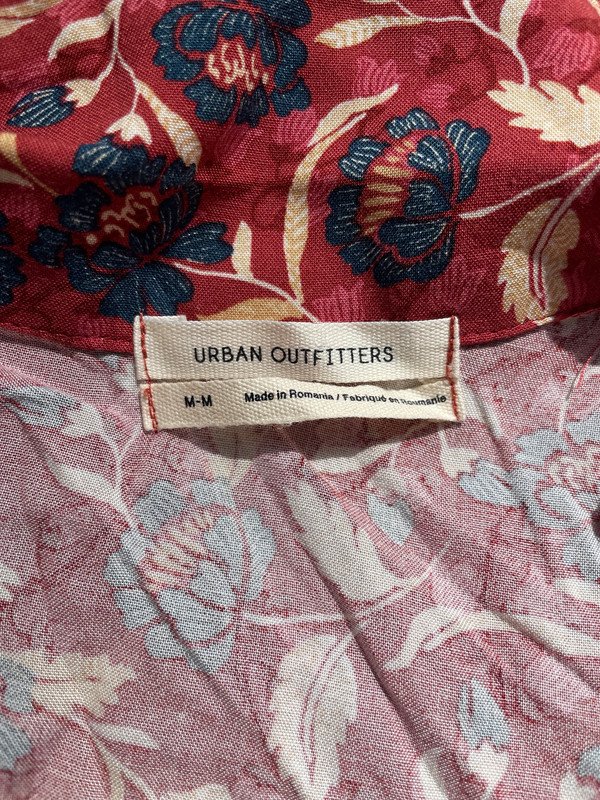 URBAN OUTFITTERS
M-M Made in Romania / Fabriqué en Roumanie